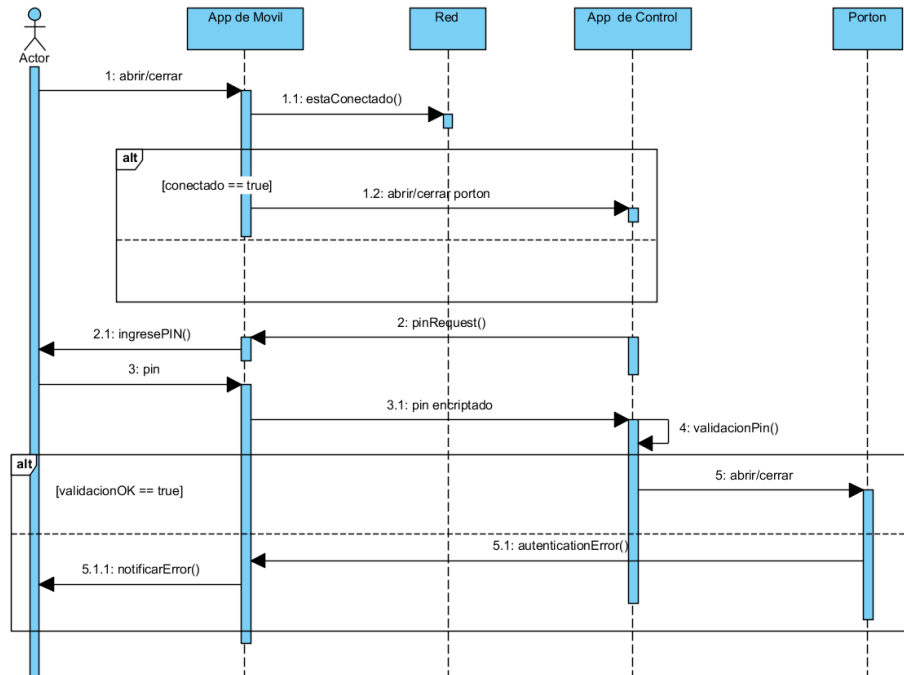 App de Movil
Red
App de Control
Porton
Actor
1: abrir/cerrar
1.1: estaConectado()
alt
[conectado == true]
1.2: abrir/cerrar porton
2: pinRequest()
2.1: ingresePIN()
3: pin
3.1: pin encriptado
4: validacionPin()
alt
[validacionOK == true]
5: abrir/cerrar
5.1: autenticationError()
5.1.1: notificarError()